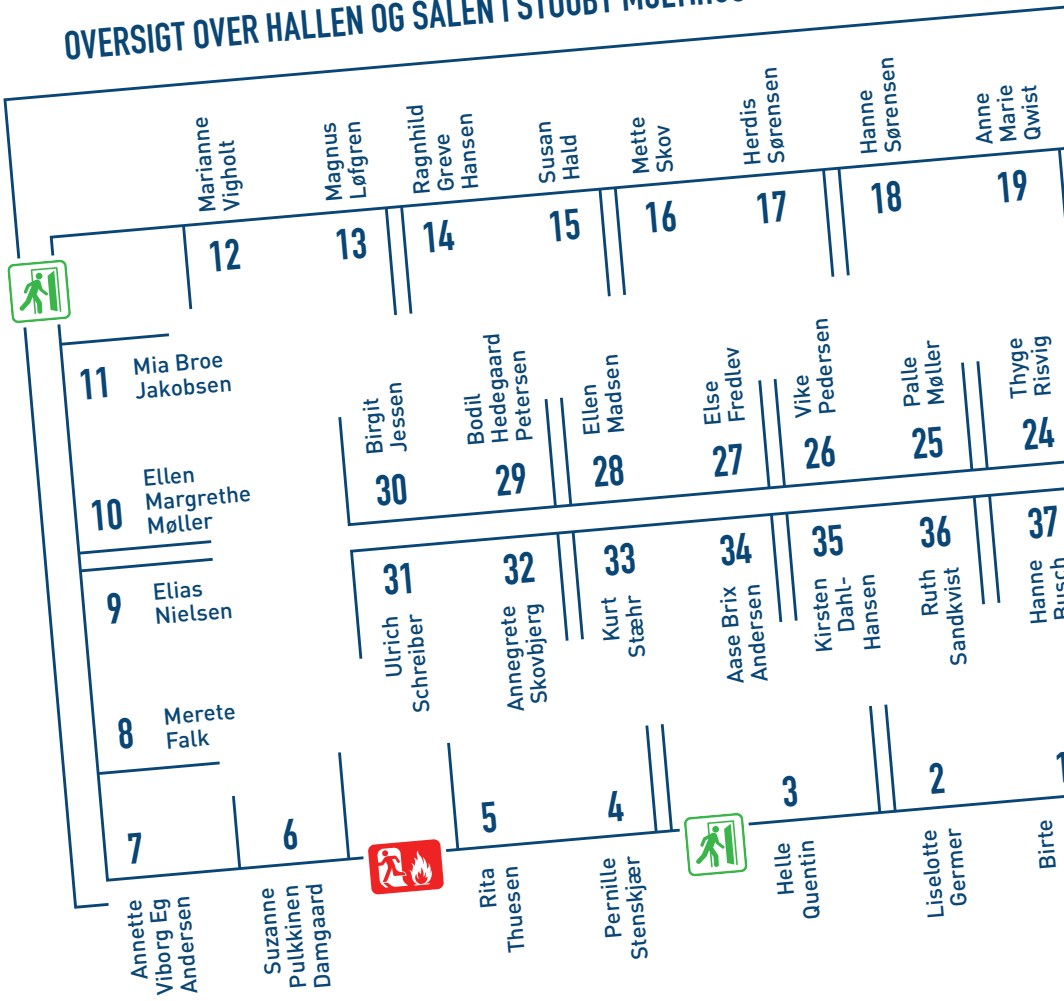 OVERSIGT OVER HALLEN OG SALEN I STOUBY
Marianne
Vigholt
12
Magnus
Løfgren
13
Ragnhild
Greve
Hansen
14
Susan
Hald
15
Mette
Skov
16
Herdis
Sørensen
17
Hanne
Sørensen
18
Anne
Marie
Qwist
19
11
Mia Broe
Jakobsen
10
Ellen
Margrethe
Møller
9
Elias
Nielsen
8
Merete
Falk
Birgit
Jessen
30
Bodil
Hedegaard
Petersen
29
Ellen
Madsen
28
Else
Fredlev
27
Vike
Pedersen
26
Palle
Møller
25
Thyge
Risvig
24
31
Ulrich
Schreiber
32
Annegrete
Skovbjerg
33
Kurt
Stæhr
34
Aase Brix
Andersen
35
Kirsten
Dahl-
Hansen
36
Ruth
Sandkvist
37
Hanne
7
Annette
Viborg Eg
Andersen
6
Suzanne
Pulkkinen
Damgaard
5
Rita
Thuesen
4
Pernille
Stenskjær
3
Helle
Quentin
2
Liselotte
Germer
Birte